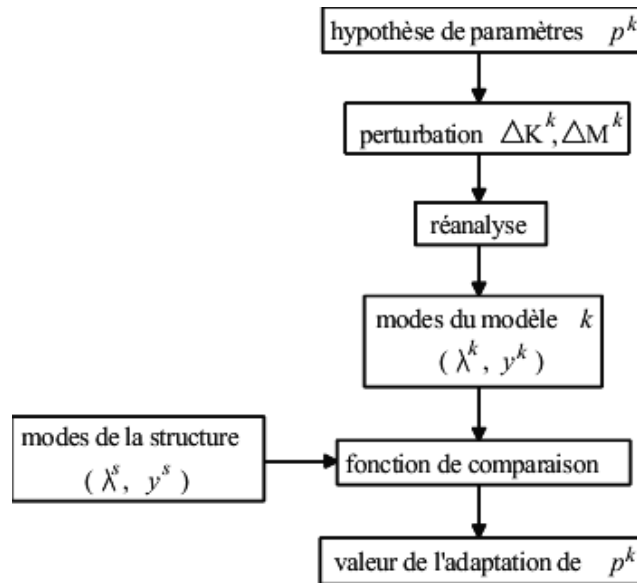 hypothèse de paramètres p^k
perturbation △K^k,△M^k
réanalyse
modes du modèle k
( λ^k, y^k )
modes de la structure
( λ^s, y^s )
fonction de comparaison
valeur de l'adaptation de p^k